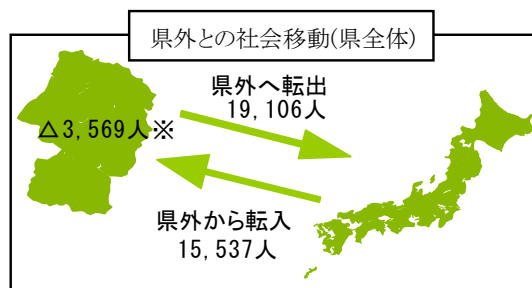 県外との社会移動(県全体)
県外へ転出
19,106人
△3,569人※
県外から転入
15,537人